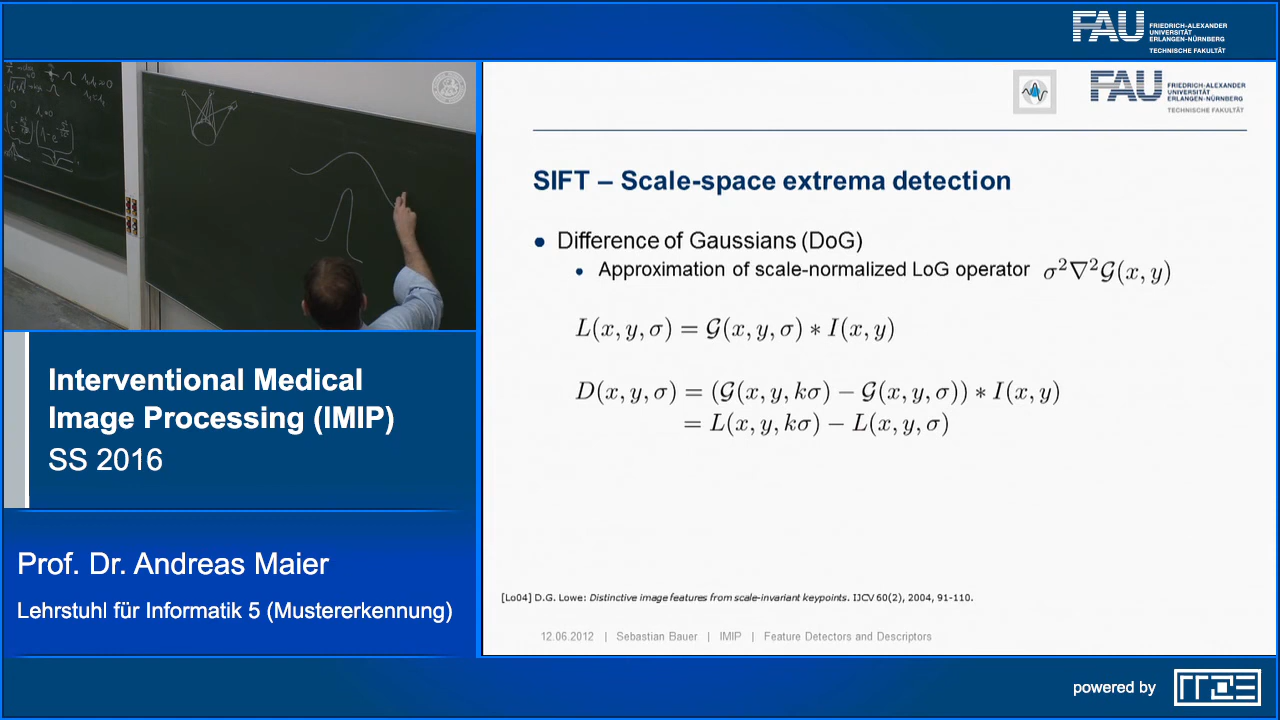 FAU
FRIEDRICH-ALEXANDER
UNIVERSITÄT
ERLANGEN-NÜRNBERG
TECHNISCHE FAKULTÄT
FAU
FRIEDRICH-ALEXANDER
UNIVERSITÄT
ERLANGEN-NÜRNBERG
TECHNISCHE FAKULTÄT
SIFT – Scale-space extrema detection
● Difference of Gaussians (DoG)
• Approximation of scale-normalized LoG operator σ²∇²𝒢(x, y)
L(x, y, σ) = 𝒢(x, y, σ) ∗ I(x, y)
D(x, y, σ) = (𝒢(x, y, kσ) − 𝒢(x, y, σ)) ∗ I(x, y)
= L(x, y, kσ) − L(x, y, σ)
[Lo04] D.G. Lowe: Distinctive image features from scale-invariant keypoints. IJCV 60(2), 2004, 91-110.
12.06.2012 | Sebastian Bauer | IMIP | Feature Detectors and Descriptors
Interventional Medical
Image Processing (IMIP)
SS 2016
Prof. Dr. Andreas Maier
Lehrstuhl für Informatik 5 (Mustererkennung)
powered by